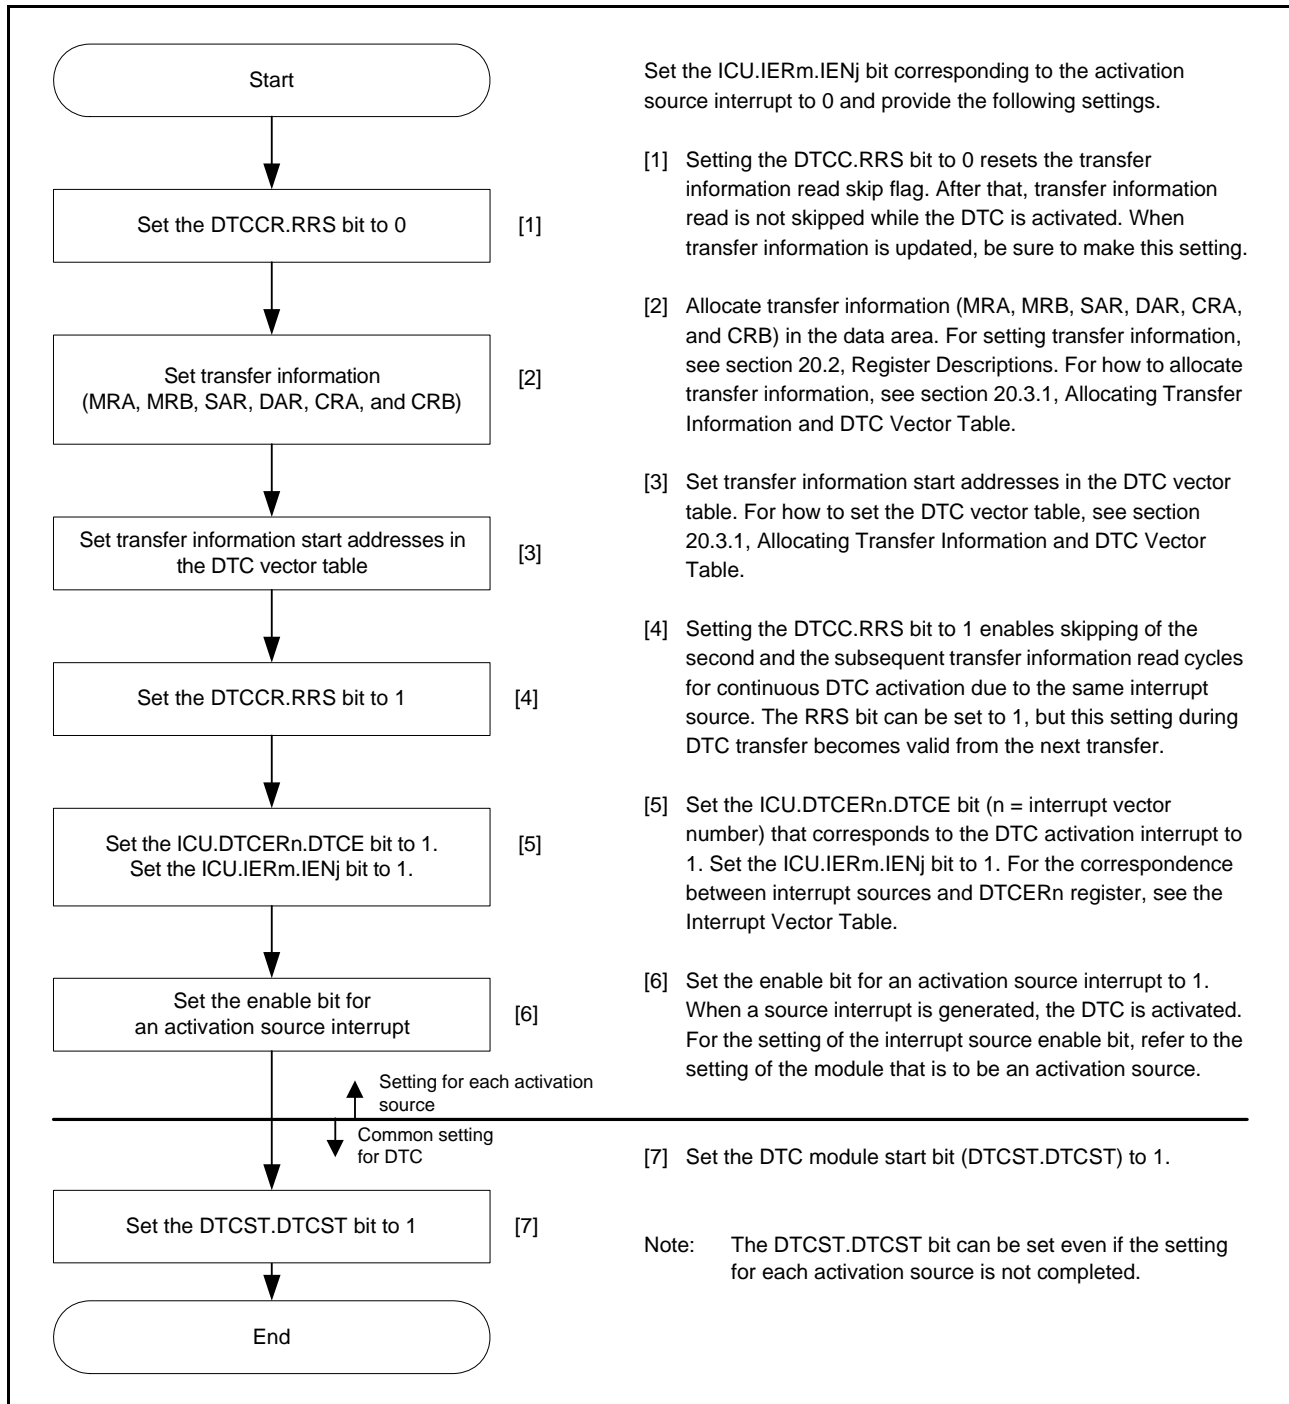 Start
Set the DTCCR.RRS bit to 0
[1]
Set transfer information
(MRA, MRB, SAR, DAR, CRA, and CRB)
[2]
Set transfer information start addresses in
the DTC vector table
[3]
Set the DTCCR.RRS bit to 1
[4]
Set the ICU.DTCERn.DTCE bit to 1.
Set the ICU.IERm.IENj bit to 1.
[5]
Set the enable bit for
an activation source interrupt
[6]
Setting for each activation
source
Common setting
for DTC
Set the DTCST.DTCST bit to 1
[7]
End
Set the ICU.IERm.IENj bit corresponding to the activation
source interrupt to 0 and provide the following settings.
[1] Setting the DTCC.RRS bit to 0 resets the transfer
information read skip flag. After that, transfer information
read is not skipped while the DTC is activated. When
transfer information is updated, be sure to make this setting.
[2] Allocate transfer information (MRA, MRB, SAR, DAR, CRA,
and CRB) in the data area. For setting transfer information,
see section 20.2, Register Descriptions. For how to allocate
transfer information, see section 20.3.1, Allocating Transfer
Information and DTC Vector Table.
[3] Set transfer information start addresses in the DTC vector
table. For how to set the DTC vector table, see section
20.3.1, Allocating Transfer Information and DTC Vector
Table.
[4] Setting the DTCC.RRS bit to 1 enables skipping of the
second and the subsequent transfer information read cycles
for continuous DTC activation due to the same interrupt
source. The RRS bit can be set to 1, but this setting during
DTC transfer becomes valid from the next transfer.
[5] Set the ICU.DTCERn.DTCE bit (n = interrupt vector
number) that corresponds to the DTC activation interrupt to
1. Set the ICU.IERm.IENj bit to 1. For the correspondence
between interrupt sources and DTCERn register, see the
Interrupt Vector Table.
[6] Set the enable bit for an activation source interrupt to 1.
When a source interrupt is generated, the DTC is activated.
For the setting of the interrupt source enable bit, refer to the
setting of the module that is to be an activation source.
[7] Set the DTC module start bit (DTCST.DTCST) to 1.
Note: The DTCST.DTCST bit can be set even if the setting
for each activation source is not completed.